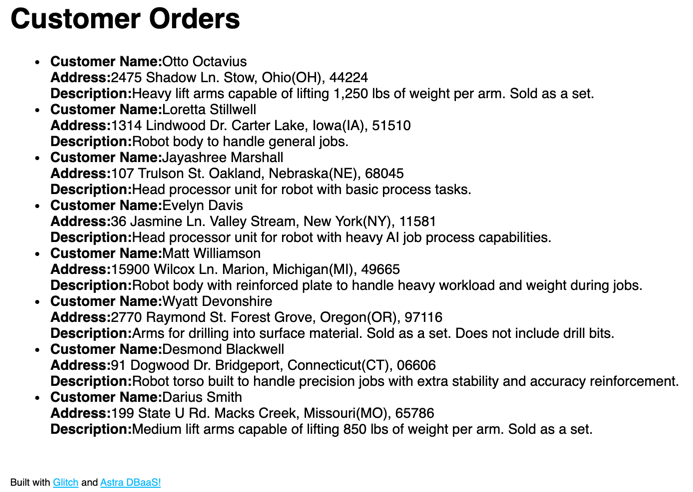 Customer Orders
Customer Name:Otto Octavius
Address:2475 Shadow Ln. Stow, Ohio(OH), 44224
Description:Heavy lift arms capable of lifting 1,250 lbs of weight per arm. Sold as a set.
Customer Name:Loretta Stillwell
Address:1314 Lindwood Dr. Carter Lake, Iowa(IA), 51510
Description:Robot body to handle general jobs.
Customer Name:Jayashree Marshall
Address:107 Trulson St. Oakland, Nebraska(NE), 68045
Description:Head processor unit for robot with basic process tasks.
Customer Name:Evelyn Davis
Address:36 Jasmine Ln. Valley Stream, New York(NY), 11581
Description:Head processor unit for robot with heavy AI job process capabilities.
Customer Name:Matt Williamson
Address:15900 Wilcox Ln. Marion, Michigan(MI), 49665
Description:Robot body with reinforced plate to handle heavy workload and weight during jobs.
Customer Name:Wyatt Devonshire
Address:2770 Raymond St. Forest Grove, Oregon(OR), 97116
Description:Arms for drilling into surface material. Sold as a set. Does not include drill bits.
Customer Name:Desmond Blackwell
Address:91 Dogwood Dr. Bridgeport, Connecticut(CT), 06606
Description:Robot torso built to handle precision jobs with extra stability and accuracy reinforcement.
Customer Name:Darius Smith
Address:199 State U Rd. Macks Creek, Missouri(MO), 65786
Description:Medium lift arms capable of lifting 850 lbs of weight per arm. Sold as a set.
Built with Glitch and Astra DBaaS!